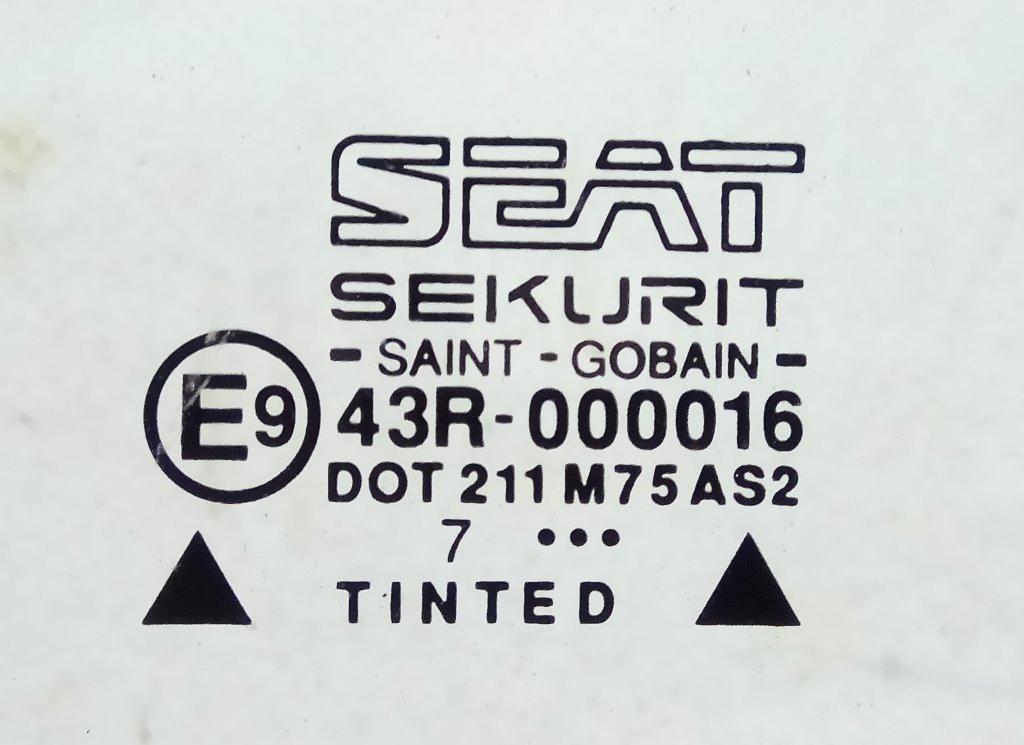 SEAT
SEKURIT
- SAINT - GOBAIN -
E9 43R-000016
DOT 211 M75 AS2
7 •••
TINTED